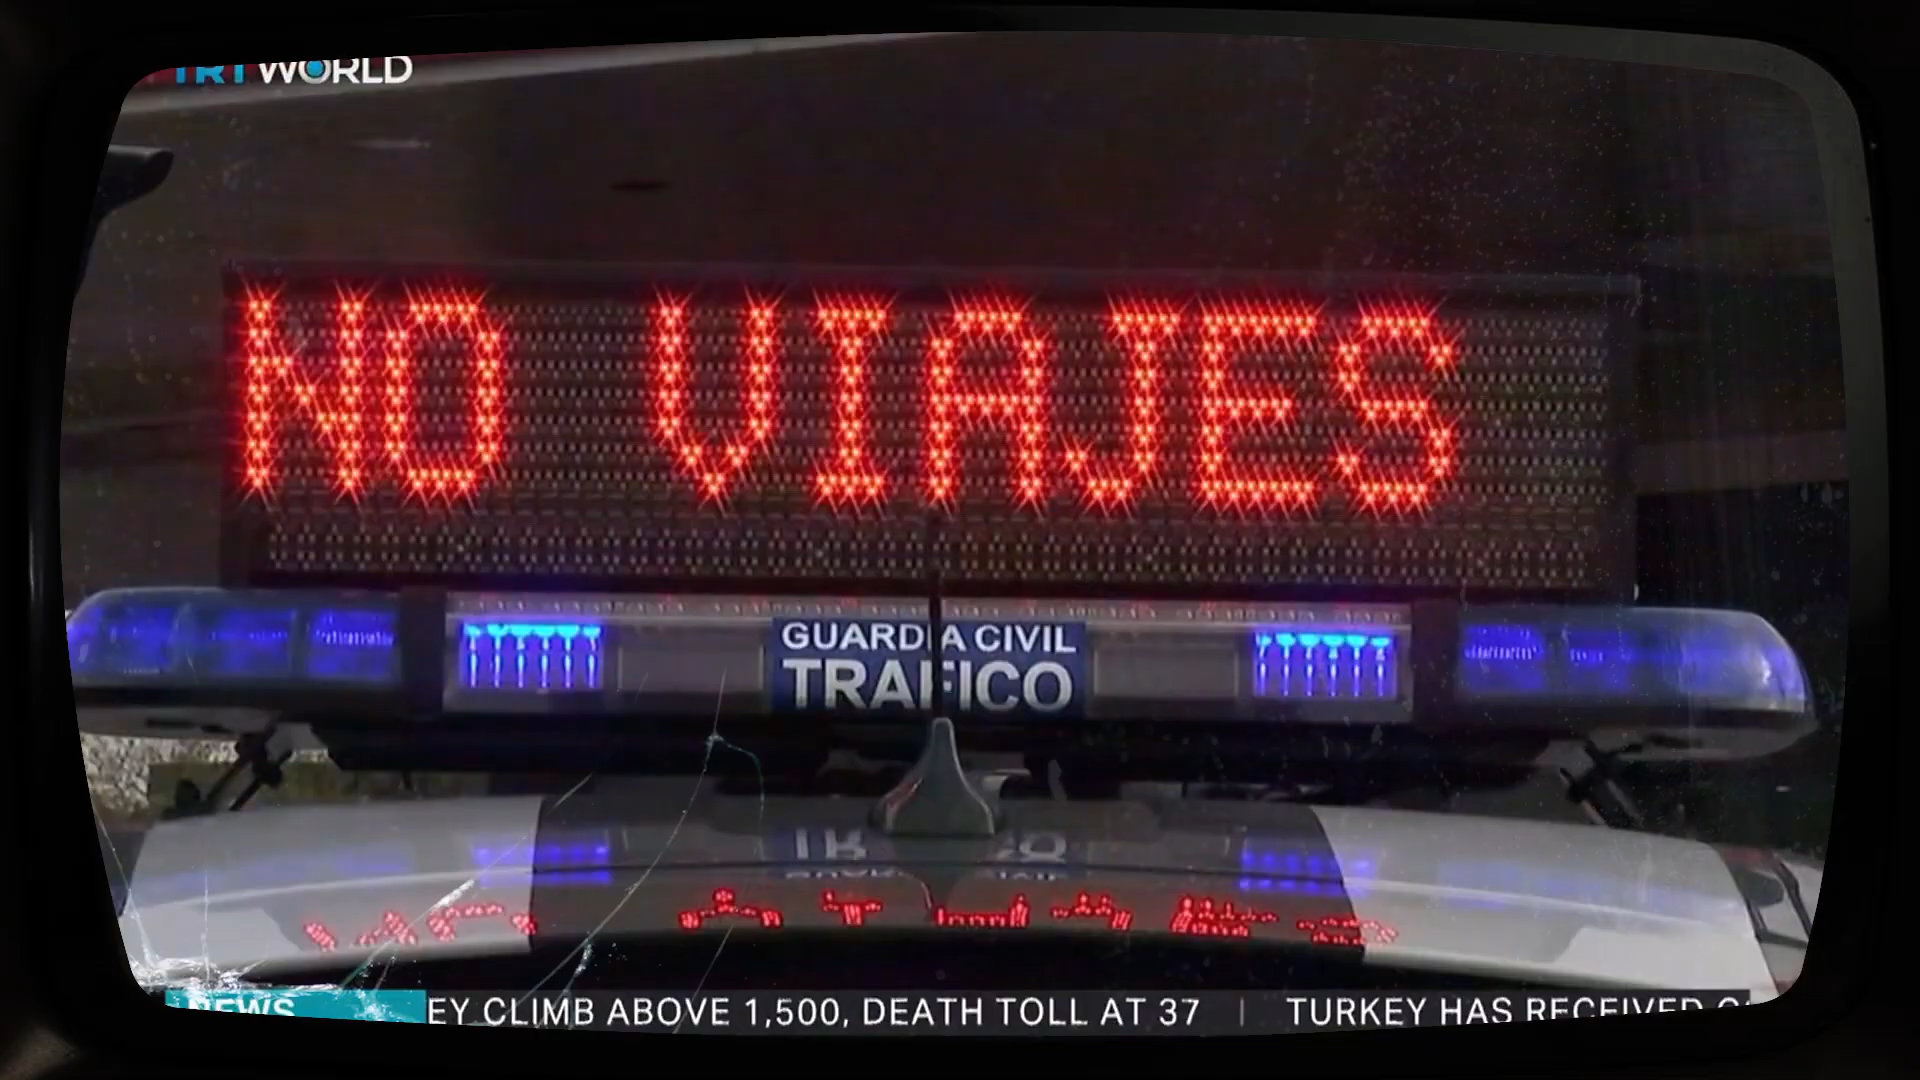 TRT WORLD
NO VIAJES
GUARDIA CIVIL
TRAFICO
NEWS
EY CLIMB ABOVE 1,500, DEATH TOLL AT 37 | TURKEY HAS RECEIVED